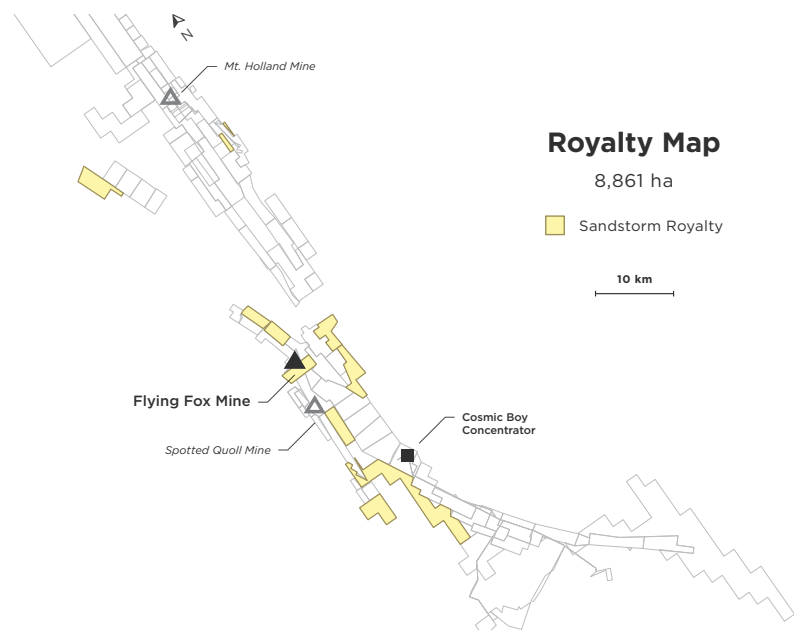 N
Mt. Holland Mine
Royalty Map
8,861 ha
Sandstorm Royalty
10 km
Flying Fox Mine
Cosmic Boy
Concentrator
Spotted Quoll Mine